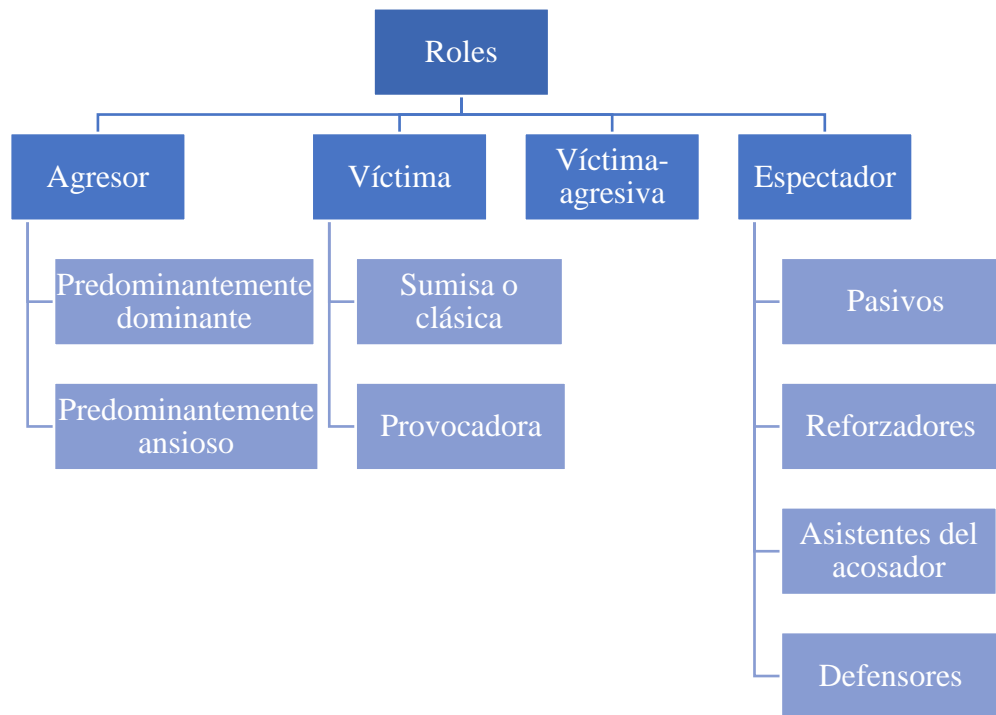 Roles
Agresor
Víctima
Víctima-
agresiva
Espectador
Predominantemente
dominante
Predominantemente
ansioso
Sumisa o
clásica
Provocadora
Pasivos
Reforzadores
Asistentes del
acosador
Defensores